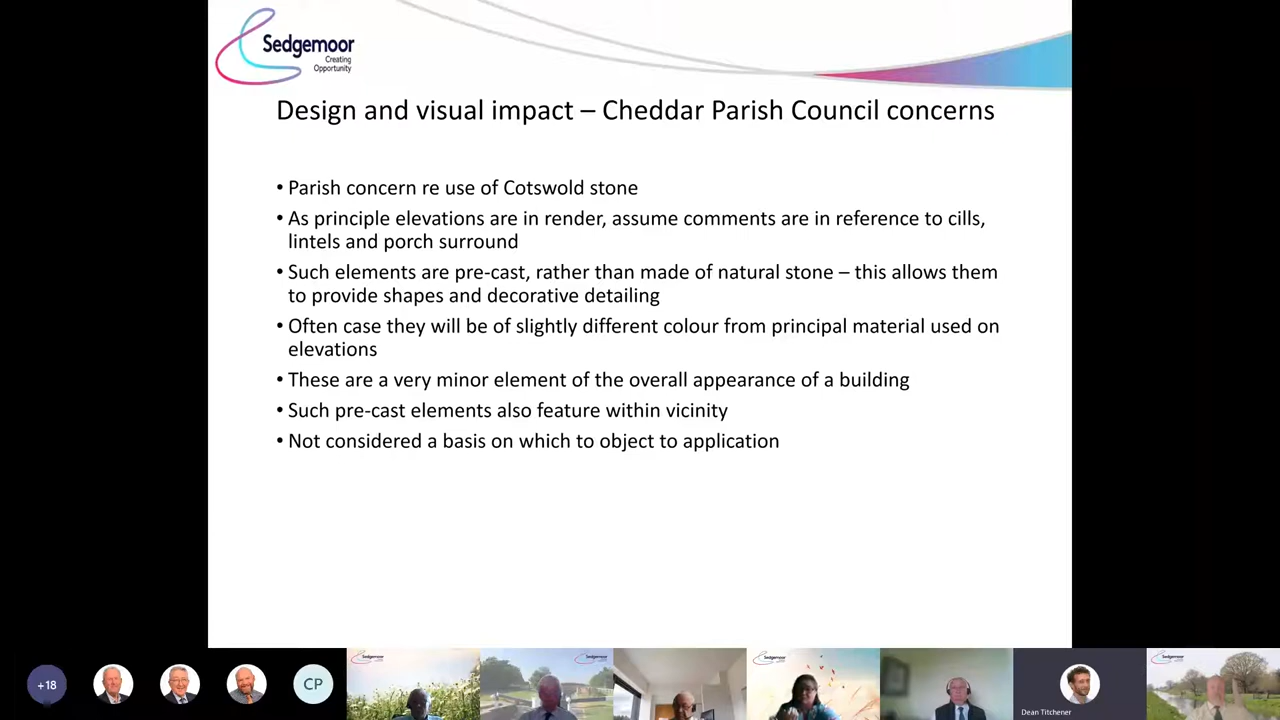 Sedgemoor
Creating
Opportunity
Design and visual impact – Cheddar Parish Council concerns
• Parish concern re use of Cotswold stone
• As principle elevations are in render, assume comments are in reference to cills,
lintels and porch surround
• Such elements are pre-cast, rather than made of natural stone – this allows them
to provide shapes and decorative detailing
• Often case they will be of slightly different colour from principal material used on
elevations
• These are a very minor element of the overall appearance of a building
• Such pre-cast elements also feature within vicinity
• Not considered a basis on which to object to application
+18
CP
Sedgemoor
Sedgemoor
Sedgemoor
Dean Titchener
Sedgemoor